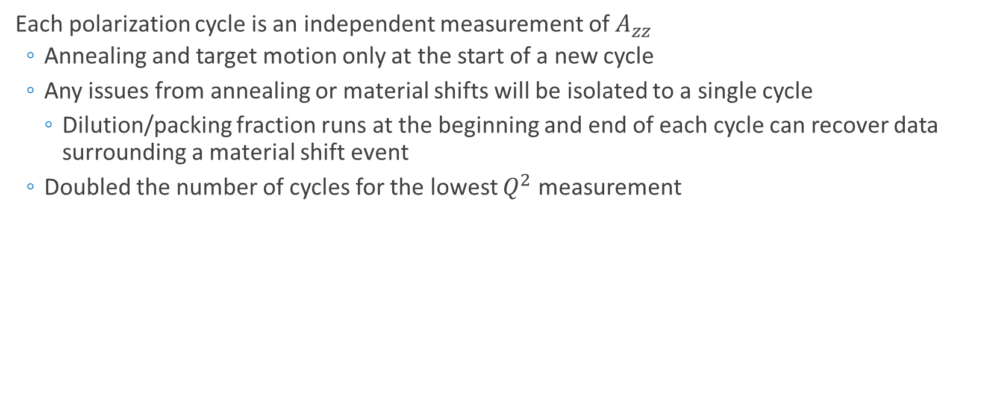 Each polarization cycle is an independent measurement of A_zz
◦ Annealing and target motion only at the start of a new cycle
◦ Any issues from annealing or material shifts will be isolated to a single cycle
◦ Dilution/packing fraction runs at the beginning and end of each cycle can recover data
surrounding a material shift event
◦ Doubled the number of cycles for the lowest Q² measurement